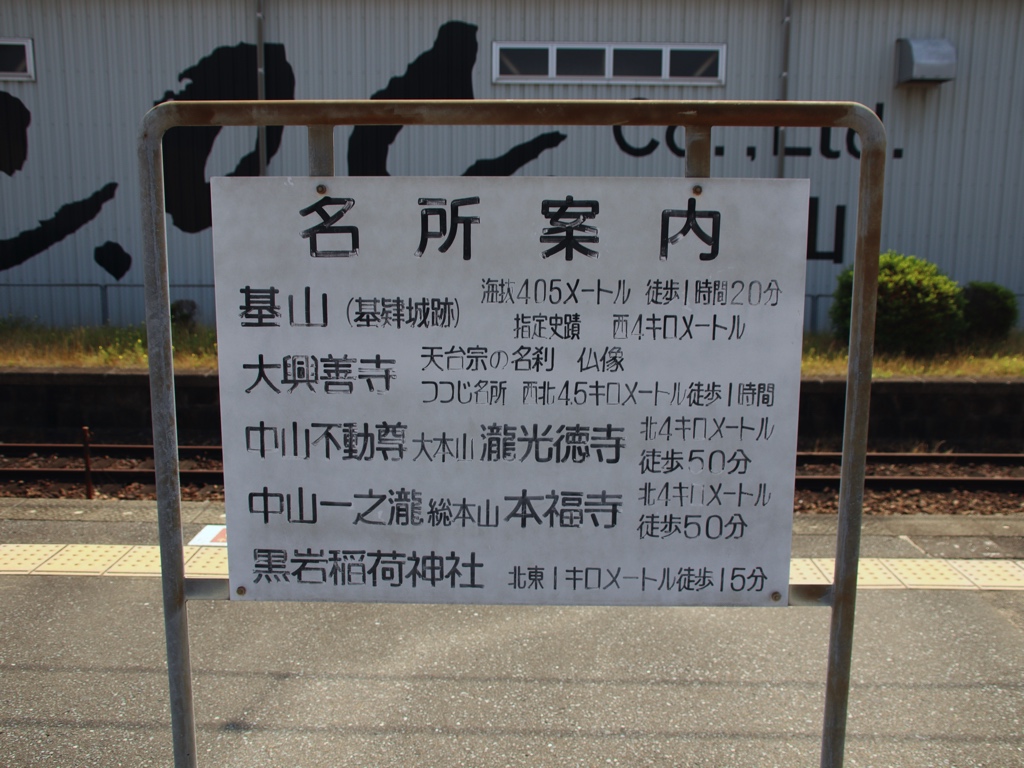 Co.,Ltd.
山
名所案内
基山（基肄城跡） 海抜405メートル 徒歩1時間20分
指定史蹟 西4キロメートル
大興善寺 天台宗の名刹 仏像
つつじ名所 西北4.5キロメートル徒歩1時間
中山不動尊 大本山 瀧光徳寺 北4キロメートル
徒歩50分
中山一之瀧 総本山 本福寺 北4キロメートル
徒歩50分
黒岩稲荷神社 北東1キロメートル徒歩15分